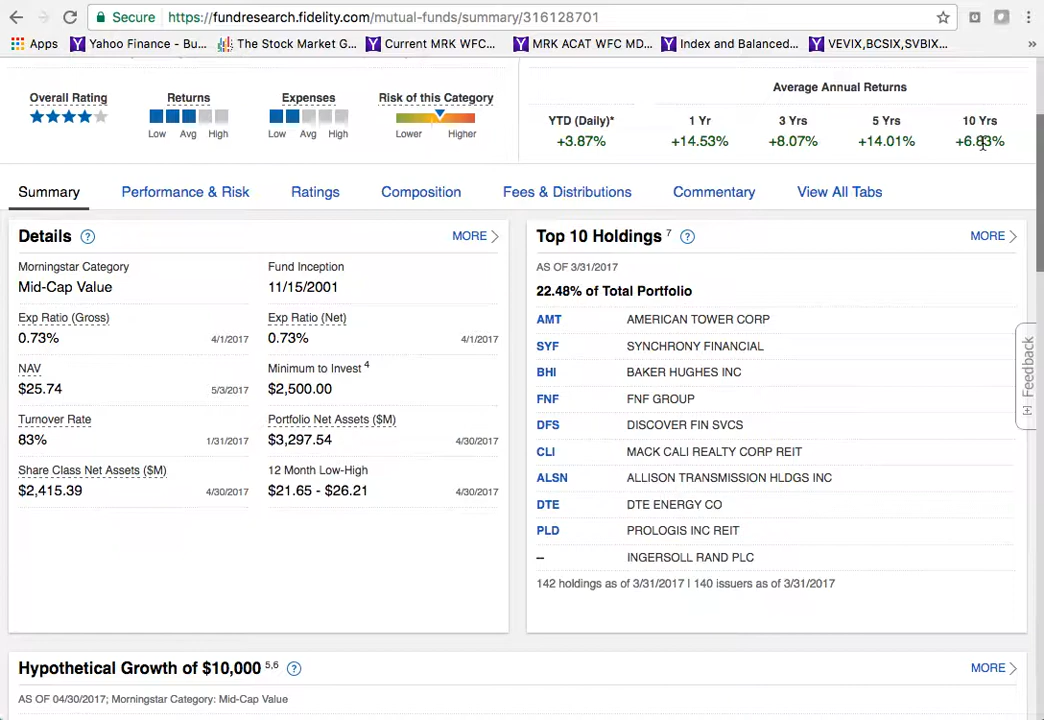 Secure https://fundresearch.fidelity.com/mutual-funds/summary/316128701
Apps Yahoo Finance - Bu... The Stock Market G... Current MRK WFC... MRK ACAT WFC MD... Index and Balanced... VEVIX,BCSIX,SVBIX... »
Overall Rating Returns Expenses Risk of this Category
Low Avg High Low Avg High Lower Higher
Average Annual Returns
YTD (Daily)* 1 Yr 3 Yrs 5 Yrs 10 Yrs
+3.87% +14.53% +8.07% +14.01% +6.83%
Summary Performance & Risk Ratings Composition Fees & Distributions Commentary View All Tabs
Details ? MORE
Morningstar Category Fund Inception
Mid-Cap Value 11/15/2001
Exp Ratio (Gross) Exp Ratio (Net)
0.73% 4/1/2017 0.73% 4/1/2017
NAV Minimum to Invest 4
$25.74 5/3/2017 $2,500.00
Turnover Rate Portfolio Net Assets ($M)
83% 1/31/2017 $3,297.54 4/30/2017
Share Class Net Assets ($M) 12 Month Low-High
$2,415.39 4/30/2017 $21.65 - $26.21 4/30/2017
Top 10 Holdings 7 ? MORE
AS OF 3/31/2017
22.48% of Total Portfolio
AMT AMERICAN TOWER CORP
SYF SYNCHRONY FINANCIAL
BHI BAKER HUGHES INC
FNF FNF GROUP
DFS DISCOVER FIN SVCS
CLI MACK CALI REALTY CORP REIT
ALSN ALLISON TRANSMISSION HLDGS INC
DTE DTE ENERGY CO
PLD PROLOGIS INC REIT
-- INGERSOLL RAND PLC
142 holdings as of 3/31/2017 | 140 issuers as of 3/31/2017
[+] Feedback
Hypothetical Growth of $10,000 5,6 ? MORE
AS OF 04/30/2017; Morningstar Category: Mid-Cap Value